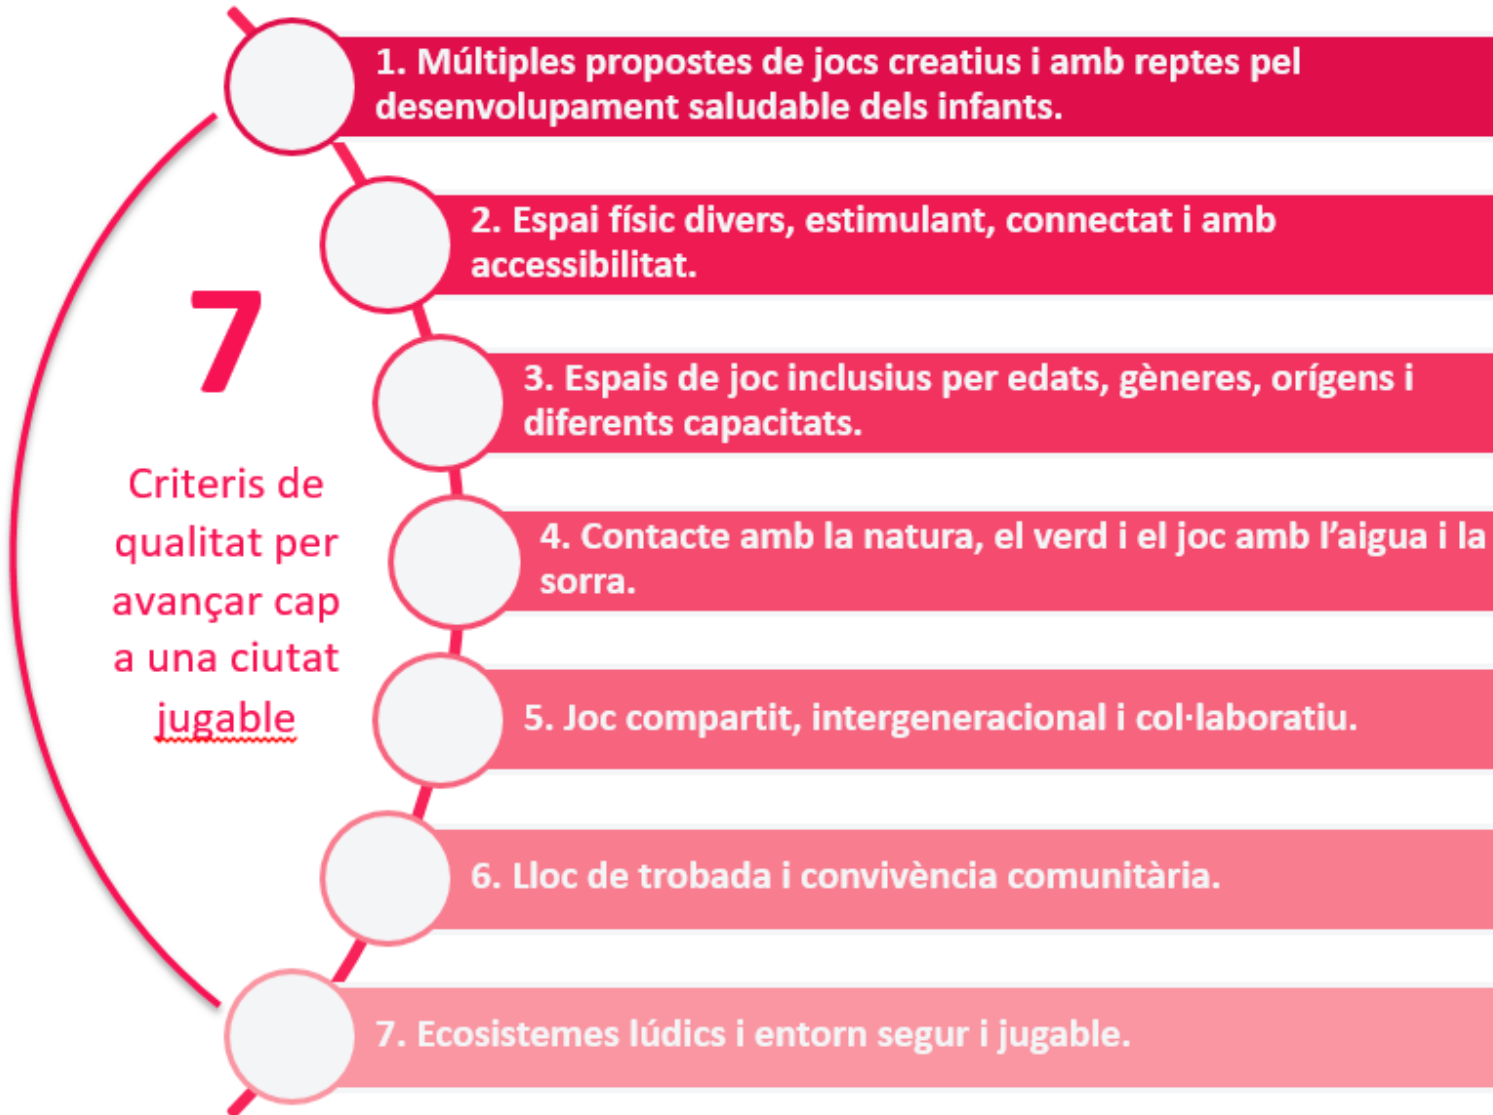 7
Criteris de
qualitat per
avançar cap
a una ciutat
jugable
1. Múltiples propostes de jocs creatius i amb reptes pel
desenvolupament saludable dels infants.
2. Espai físic divers, estimulant, connectat i amb
accessibilitat.
3. Espais de joc inclusius per edats, gèneres, orígens i
diferents capacitats.
4. Contacte amb la natura, el verd i el joc amb l’aigua i la
sorra.
5. Joc compartit, intergeneracional i col·laboratiu.
6. Lloc de trobada i convivència comunitària.
7. Ecosistemes lúdics i entorn segur i jugable.